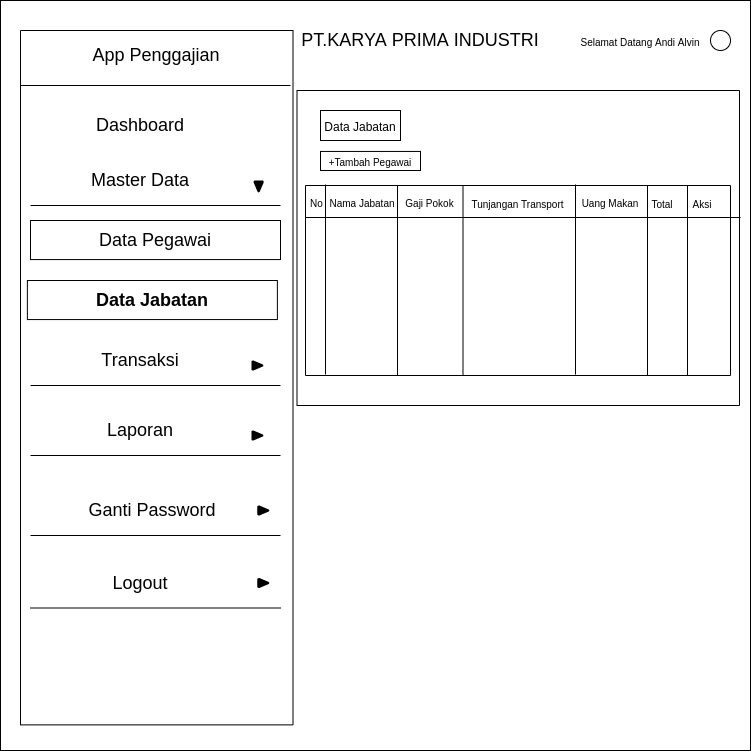 App Penggajian
PT.KARYA PRIMA INDUSTRI
Selamat Datang Andi Alvin
Dashboard
Master Data
Data Pegawai
Data Jabatan
Transaksi
Laporan
Ganti Password
Logout
Data Jabatan
+Tambah Pegawai
No Nama Jabatan Gaji Pokok Tunjangan Transport Uang Makan Total Aksi